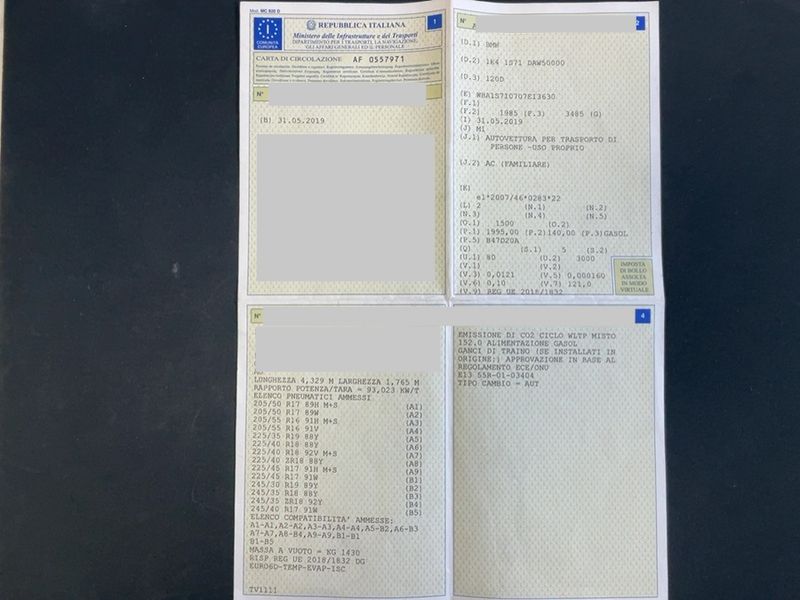 Mod. MC 820 D
REPUBBLICA ITALIANA
1
COMUNITÀ
EUROPEA
Ministero delle Infrastrutture e dei Trasporti
DIPARTIMENTO PER I TRASPORTI, LA NAVIGAZIONE,
GLI AFFARI GENERALI ED IL PERSONALE
CARTA DI CIRCOLAZIONE AF 0557971
N°
(B) 31.05.2019
N°
2
(D.1) BMW
(D.2) 1K4 1S71 DAW50000
(D.3) 120D
(E) WBA1S710707E13630
(F.1)
(F.2) 1985 (F.3) 3485 (G)
(I) 31.05.2019
(J) M1
(J.1) AUTOVETTURA PER TRASPORTO DI
PERSONE -USO PROPRIO
(J.2) AC (FAMILIARE)
(K)
e1*2007/46*0283*22
(L) 2 (N.1) (N.2)
(N.3) (N.4) (N.5)
(O.1) 1500 (O.2)
(P.1) 1995,00 (P.2) 140,00 (P.3) GASOL
(P.5) B47D20A
(Q) (S.1) 5 (S.2)
(U.1) 80 (U.2) 3000
(V.1) (V.2)
(V.3) 0,0121 (V.5) 0,000160
(V.6) 0,10 (V.7) 121,0
(V.9) REG UE 2018/1832
IMPOSTA
DI BOLLO
ASSOLTA
IN MODO
VIRTUALE
N°
LUNGHEZZA 4,329 M LARGHEZZA 1,765 M
RAPPORTO POTENZA/TARA = 93,023 KW/T
ELENCO PNEUMATICI AMMESSI
205/50 R17 89H M+S (A1)
205/50 R17 89W (A2)
205/55 R16 91H M+S (A3)
205/55 R16 91V (A4)
225/35 R19 88Y (A5)
225/40 R18 88Y (A6)
225/40 R18 92V M+S (A7)
225/40 ZR18 88Y (A8)
225/45 R17 91H M+S (A9)
225/45 R17 91W (B1)
245/30 R19 89Y (B2)
245/35 R18 88Y (B3)
245/35 ZR18 92Y (B4)
245/40 R17 91W (B5)
ELENCO COMPATIBILITA' AMMESSE:
A1-A1,A2-A2,A3-A3,A4-A4,A5-B2,A6-B3
A7-A7,A8-B4,A9-A9,B1-B1
B1-B5
MASSA A VUOTO = KG 1430
RISP REG UE 2018/1832 DG
EURO6D-TEMP-EVAP-ISC
TV1111
4
EMISSIONE DI CO2 CICLO WLTP MISTO
152.0 ALIMENTAZIONE GASOL
GANCI DI TRAINO (SE INSTALLATI IN
ORIGINE:) APPROVAZIONE IN BASE AL
REGOLAMENTO ECE/ONU
E13 55R-01-03404
TIPO CAMBIO = AUT